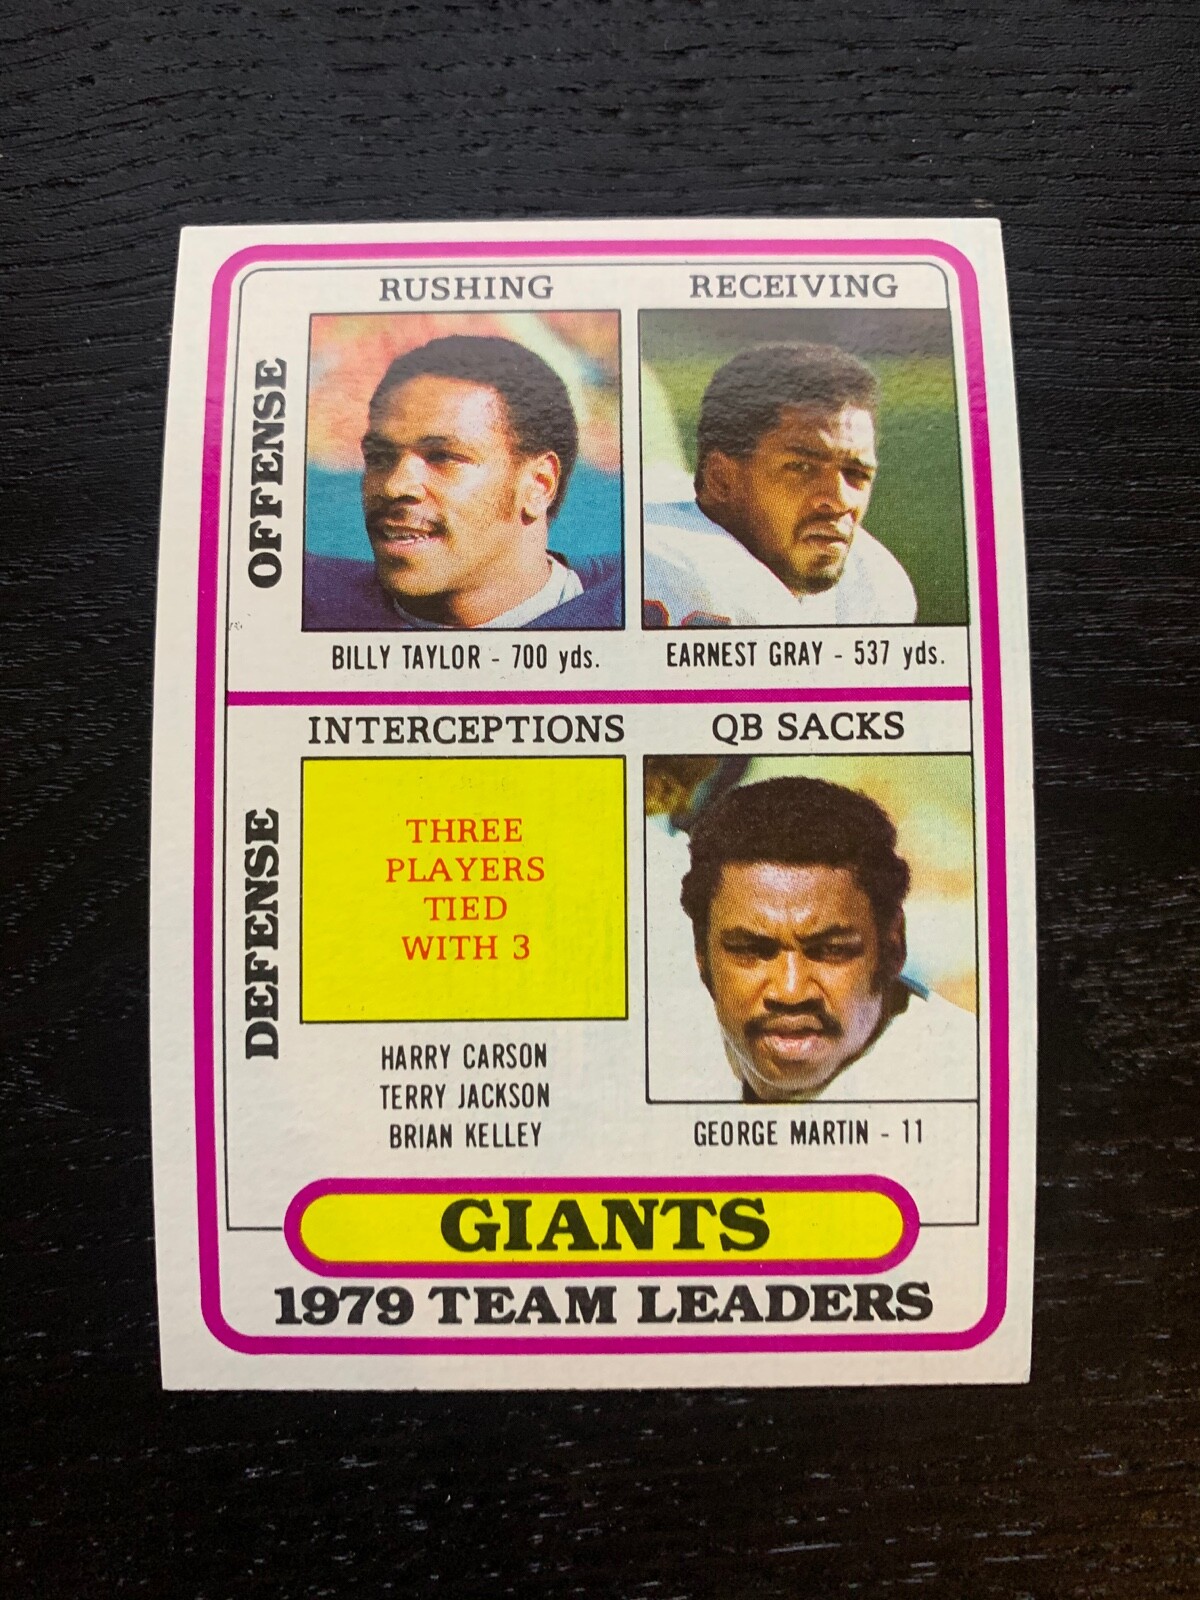 RUSHING
RECEIVING
OFFENSE
BILLY TAYLOR - 700 yds.
EARNEST GRAY - 537 yds.
INTERCEPTIONS
QB SACKS
DEFENSE
THREE
PLAYERS
TIED
WITH 3
HARRY CARSON
TERRY JACKSON
BRIAN KELLEY
GEORGE MARTIN - 11
GIANTS
1979 TEAM LEADERS